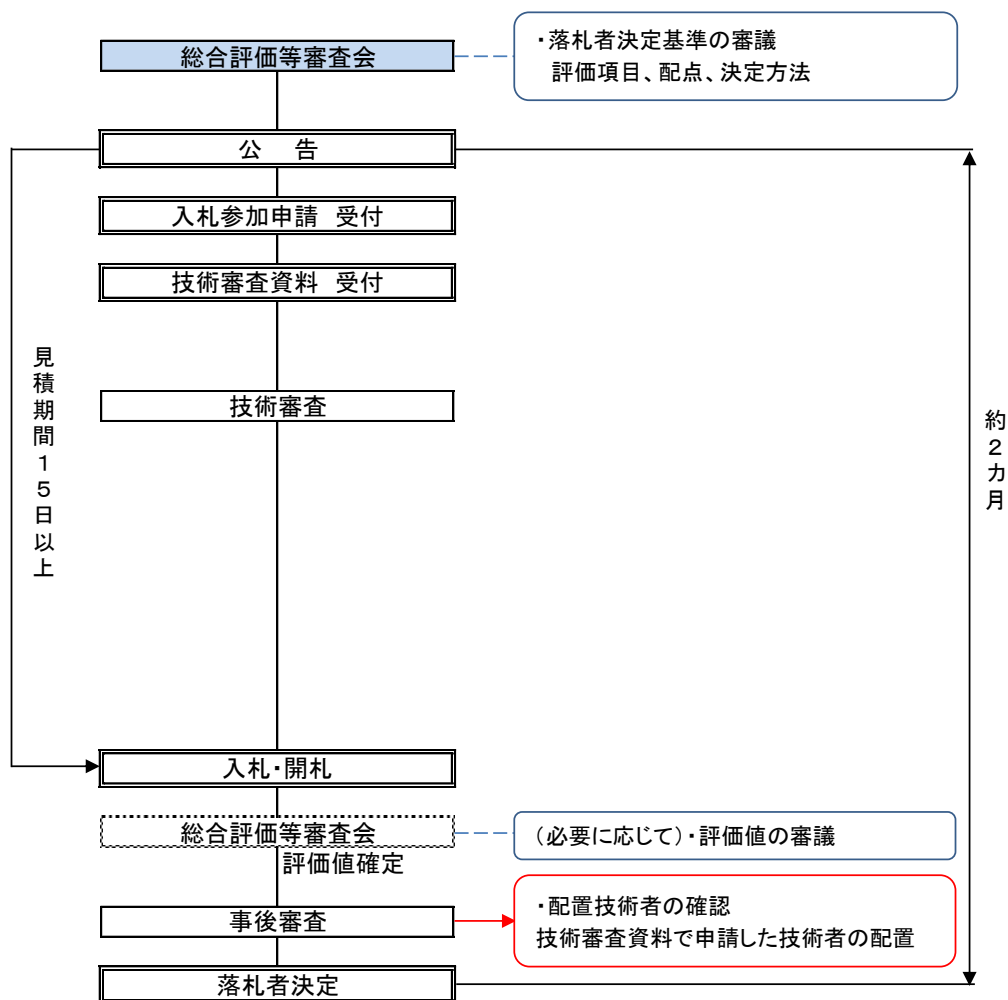 総合評価等審査会
・落札者決定基準の審議
評価項目、配点、決定方法
公　告
入札参加申請　受付
技術審査資料　受付
見積期間15日以上
技術審査
約2カ月
入札・開札
総合評価等審査会
(必要に応じて)・評価値の審議
評価値確定
事後審査
・配置技術者の確認
技術審査資料で申請した技術者の配置
落札者決定